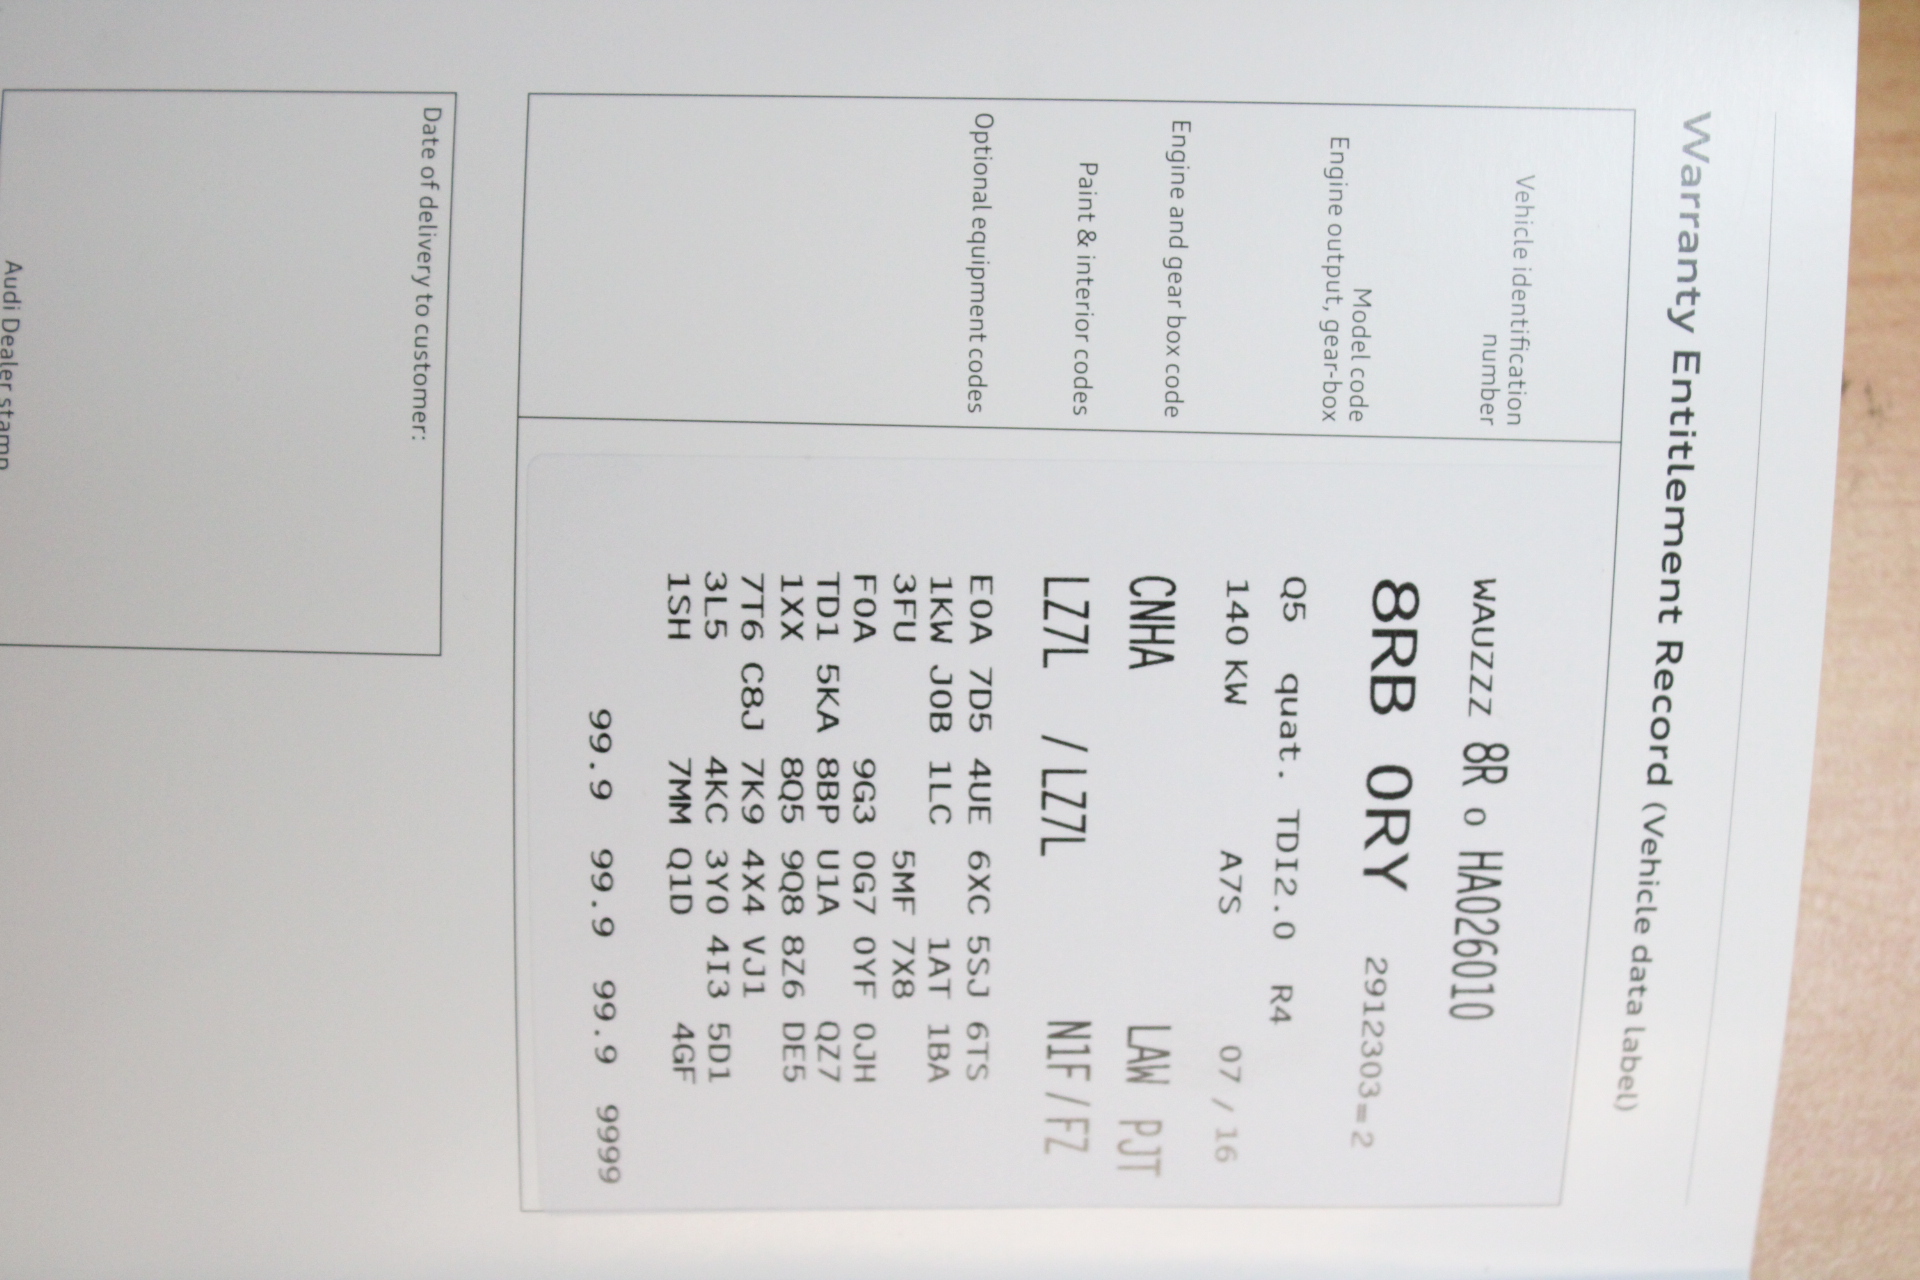 Warranty Entitlement Record (Vehicle data label)
Vehicle identification
number
WAUZZZ 8R o HA026010
Model code
Engine output, gear-box
8RB 0RY 2912303=2
Q5 quat. TDI2.0 R4
140 KW A7S 07 / 16
Engine and gear box code
CNHA LAW PJT
Paint & interior codes
LZ7L / LZ7L N1F / FZ
Optional equipment codes
E0A 7D5 4UE 6XC 5SJ 6TS
1KW J0B 1LC 1AT 1BA
3FU 5MF 7X8
F0A 9G3 0G7 0YF 0JH
TD1 5KA 8BP U1A QZ7
1XX 8Q5 9Q8 8Z6 DE5
7T6 C8J 7K9 4X4 VJ1
3L5 4KC 3Y0 4I3 5D1
1SH 7MM Q1D 4GF
99.9 99.9 99.9 9999
Date of delivery to customer:
Audi Dealer stamp